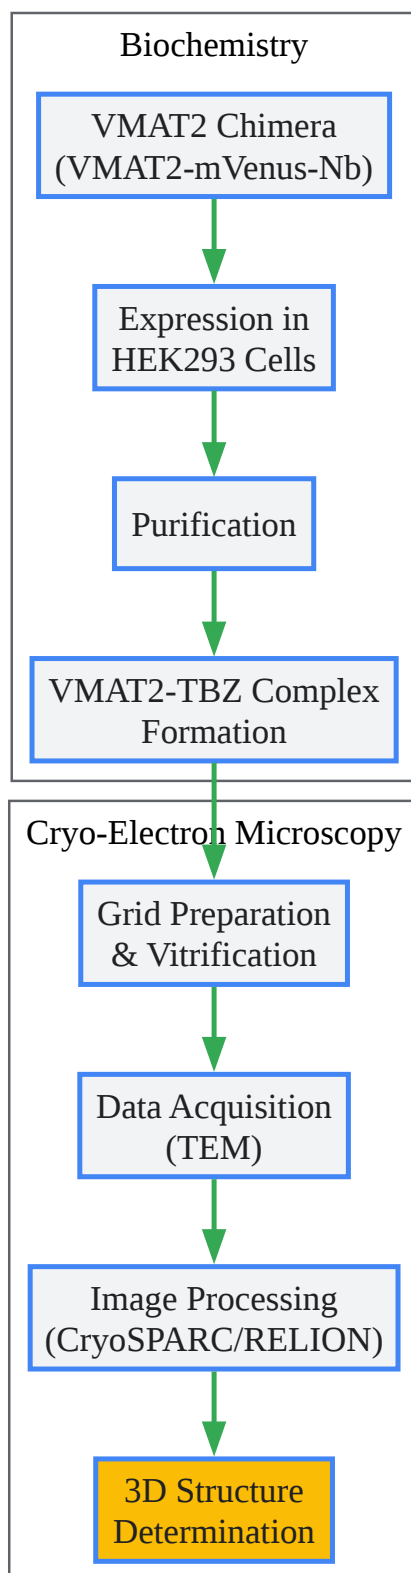 Biochemistry
VMAT2 Chimera
(VMAT2-mVenus-Nb)
Expression in
HEK293 Cells
Purification
VMAT2-TBZ Complex
Formation
Cryo-Electron Microscopy
Grid Preparation
& Vitrification
Data Acquisition
(TEM)
Image Processing
(CryoSPARC/RELION)
3D Structure
Determination